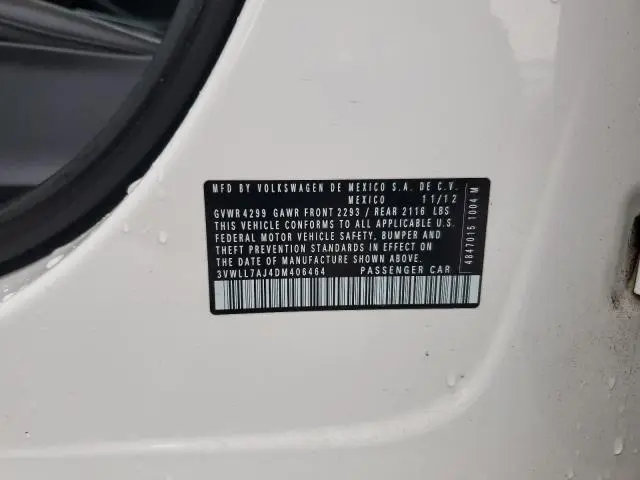 MFD BY VOLKSWAGEN DE MEXICO S.A. DE C.V.
MEXICO 11/12
GVWR 4299 GAWR FRONT 2293 / REAR 2116 LBS
THIS VEHICLE CONFORMS TO ALL APPLICABLE U.S.
FEDERAL MOTOR VEHICLE SAFETY, BUMPER AND
THEFT PREVENTION STANDARDS IN EFFECT ON
THE DATE OF MANUFACTURE SHOWN ABOVE.
3VWLL7AJ4DM406464 PASSENGER CAR
4847015 1004 M